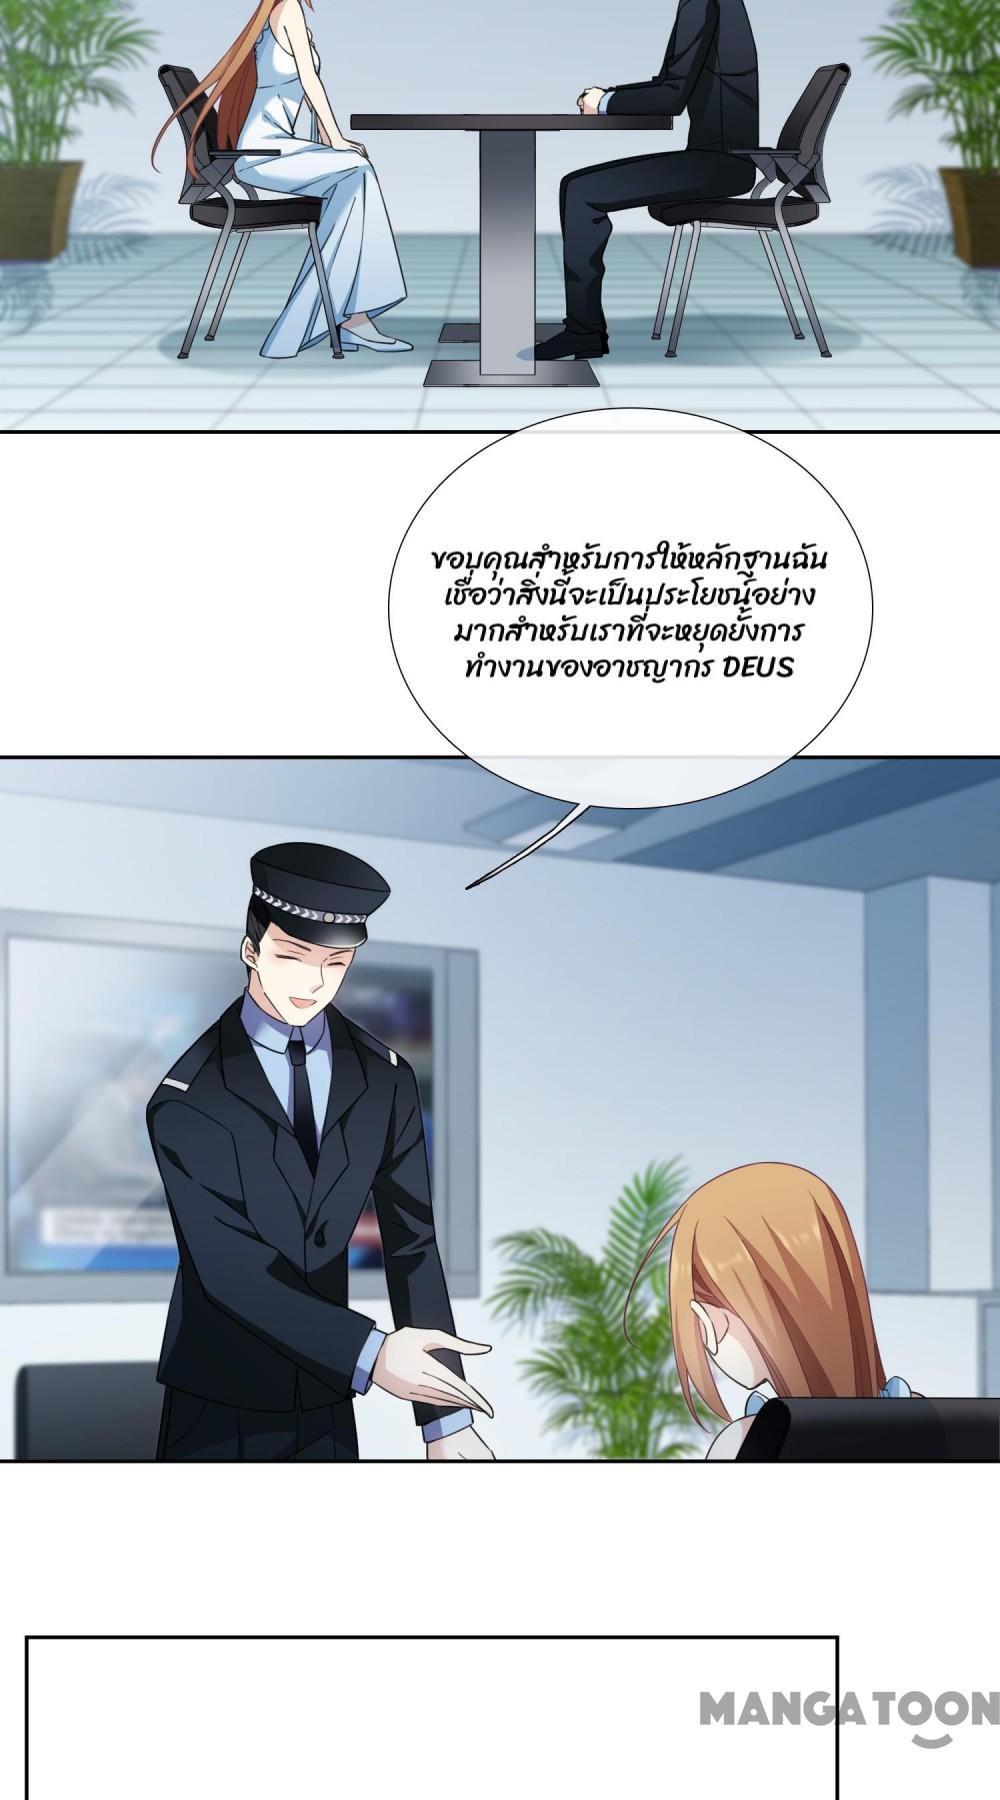 ขอบคุณสำหรับการให้หลักฐานฉัน
เชื่อว่าสิ่งนี้จะเป็นประโยชน์อย่าง
มากสำหรับเราที่จะหยุดยั้งการ
ทำงานของอาชญากร DEUS
MANGATOON